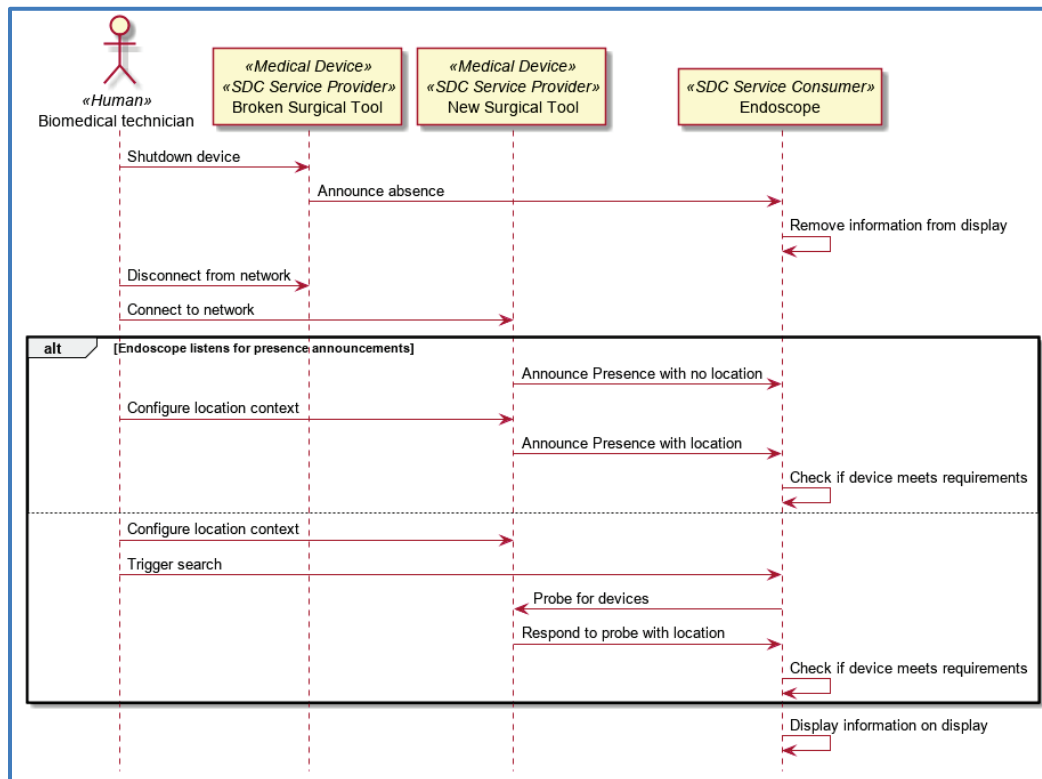 «Human»
Biomedical technician
«Medical Device»
«SDC Service Provider»
Broken Surgical Tool
«Medical Device»
«SDC Service Provider»
New Surgical Tool
«SDC Service Consumer»
Endoscope
Shutdown device
Announce absence
Remove information from display
Disconnect from network
Connect to network
alt
[Endoscope listens for presence announcements]
Announce Presence with no location
Configure location context
Announce Presence with location
Check if device meets requirements
Configure location context
Trigger search
Probe for devices
Respond to probe with location
Check if device meets requirements
Display information on display